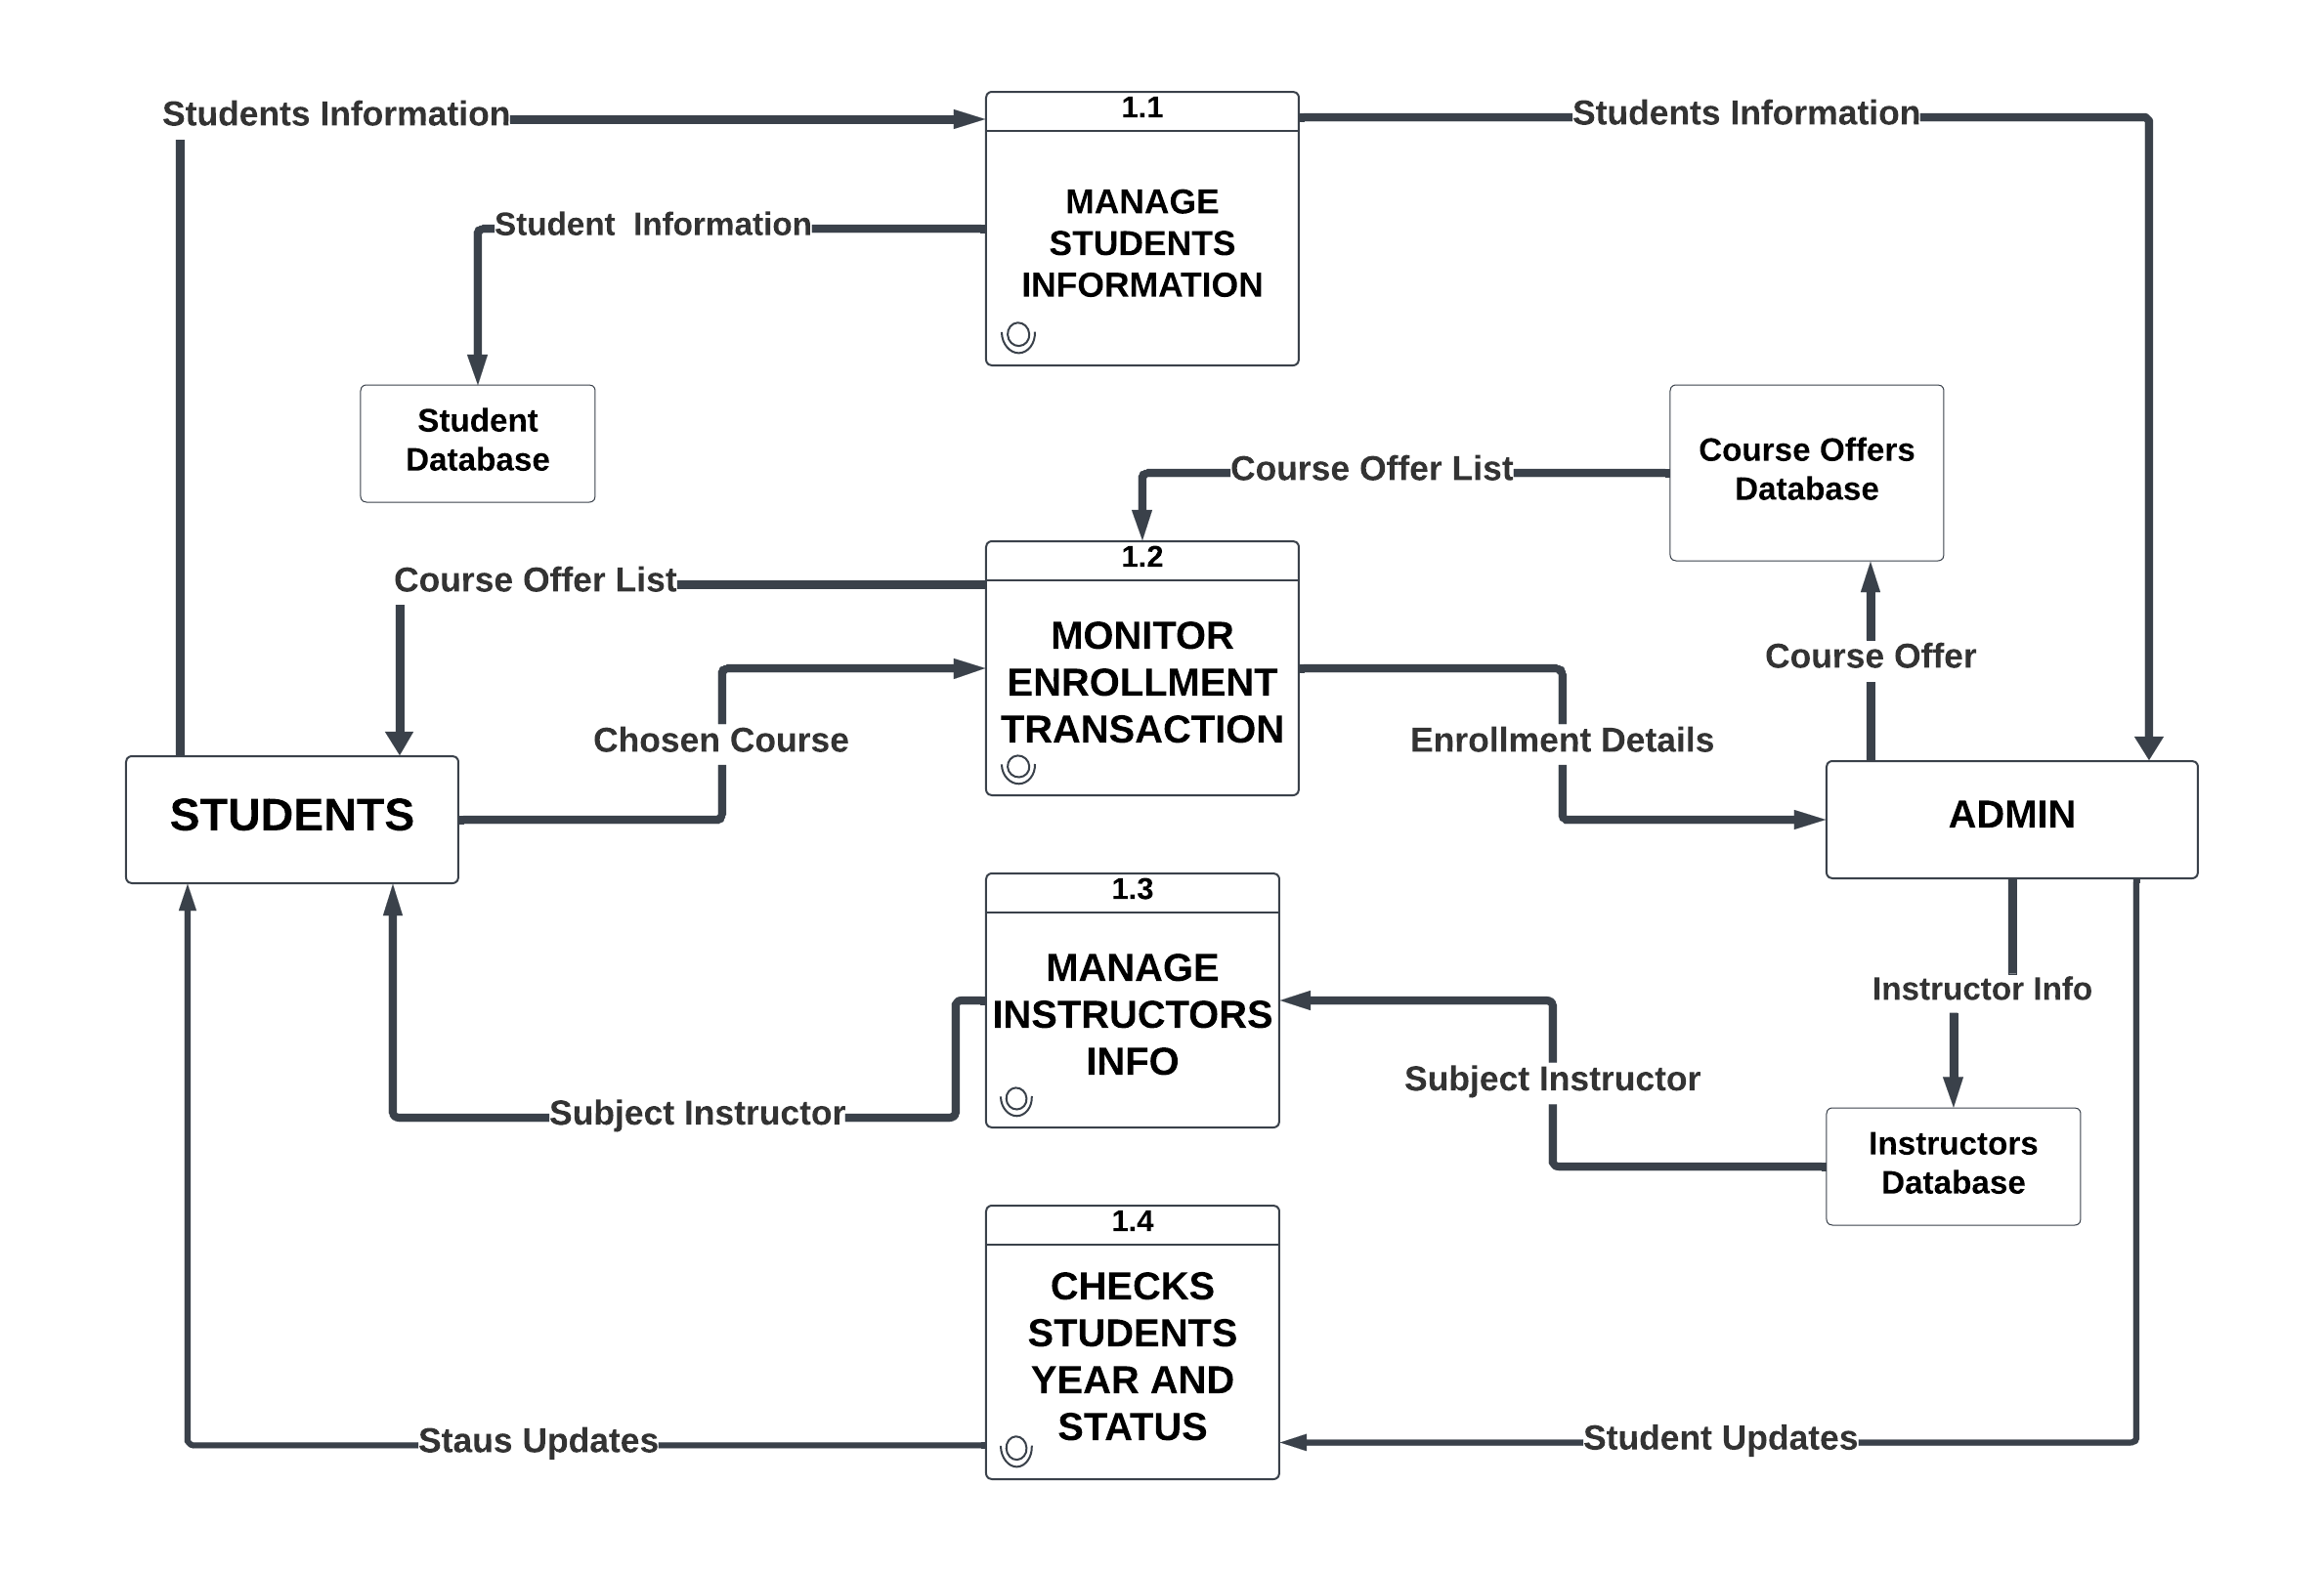 Students Information
1.1
Students Information
MANAGE
STUDENTS
INFORMATION
Student  Information
Student
Database
Course Offers
Database
Course Offer List
1.2
Course Offer List
MONITOR
ENROLLMENT
TRANSACTION
Course Offer
Chosen Course
Enrollment Details
STUDENTS
ADMIN
1.3
MANAGE
INSTRUCTORS
INFO
Instructor Info
Subject Instructor
Subject Instructor
Instructors
Database
1.4
CHECKS
STUDENTS
YEAR AND
STATUS
Staus Updates
Student Updates